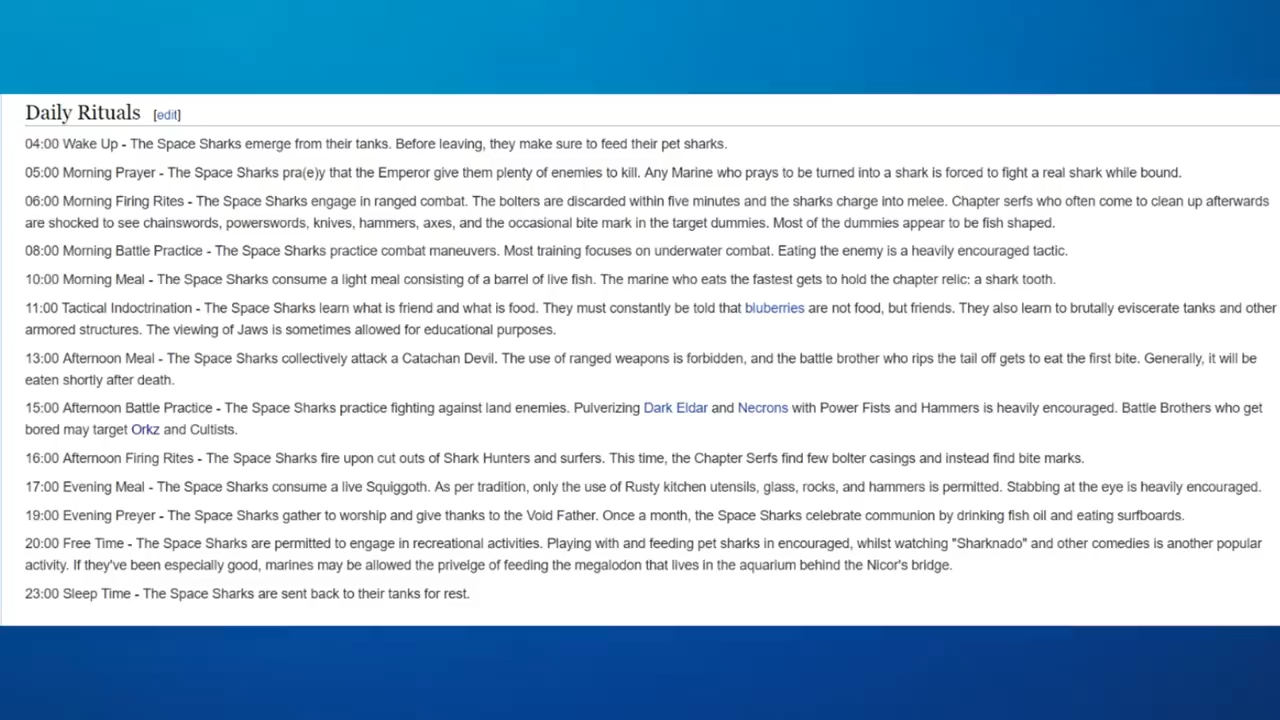 Daily Rituals [edit]
04:00 Wake Up - The Space Sharks emerge from their tanks. Before leaving, they make sure to feed their pet sharks.
05:00 Morning Prayer - The Space Sharks pra(e)y that the Emperor give them plenty of enemies to kill. Any Marine who prays to be turned into a shark is forced to fight a real shark while bound.
06:00 Morning Firing Rites - The Space Sharks engage in ranged combat. The bolters are discarded within five minutes and the sharks charge into melee. Chapter serfs who often come to clean up afterwards
are shocked to see chainswords, powerswords, knives, hammers, axes, and the occasional bite mark in the target dummies. Most of the dummies appear to be fish shaped.
08:00 Morning Battle Practice - The Space Sharks practice combat maneuvers. Most training focuses on underwater combat. Eating the enemy is a heavily encouraged tactic.
10:00 Morning Meal - The Space Sharks consume a light meal consisting of a barrel of live fish. The marine who eats the fastest gets to hold the chapter relic: a shark tooth.
11:00 Tactical Indoctrination - The Space Sharks learn what is friend and what is food. They must constantly be told that bluberries are not food, but friends. They also learn to brutally eviscerate tanks and other
armored structures. The viewing of Jaws is sometimes allowed for educational purposes.
13:00 Afternoon Meal - The Space Sharks collectively attack a Catachan Devil. The use of ranged weapons is forbidden, and the battle brother who rips the tail off gets to eat the first bite. Generally, it will be
eaten shortly after death.
15:00 Afternoon Battle Practice - The Space Sharks practice fighting against land enemies. Pulverizing Dark Eldar and Necrons with Power Fists and Hammers is heavily encouraged. Battle Brothers who get
bored may target Orkz and Cultists.
16:00 Afternoon Firing Rites - The Space Sharks fire upon cut outs of Shark Hunters and surfers. This time, the Chapter Serfs find few bolter casings and instead find bite marks.
17:00 Evening Meal - The Space Sharks consume a live Squiggoth. As per tradition, only the use of Rusty kitchen utensils, glass, rocks, and hammers is permitted. Stabbing at the eye is heavily encouraged.
19:00 Evening Preyer - The Space Sharks gather to worship and give thanks to the Void Father. Once a month, the Space Sharks celebrate communion by drinking fish oil and eating surfboards.
20:00 Free Time - The Space Sharks are permitted to engage in recreational activities. Playing with and feeding pet sharks in encouraged, whilst watching "Sharknado" and other comedies is another popular
activity. If they've been especially good, marines may be allowed the privelge of feeding the megalodon that lives in the aquarium behind the Nicor's bridge.
23:00 Sleep Time - The Space Sharks are sent back to their tanks for rest.